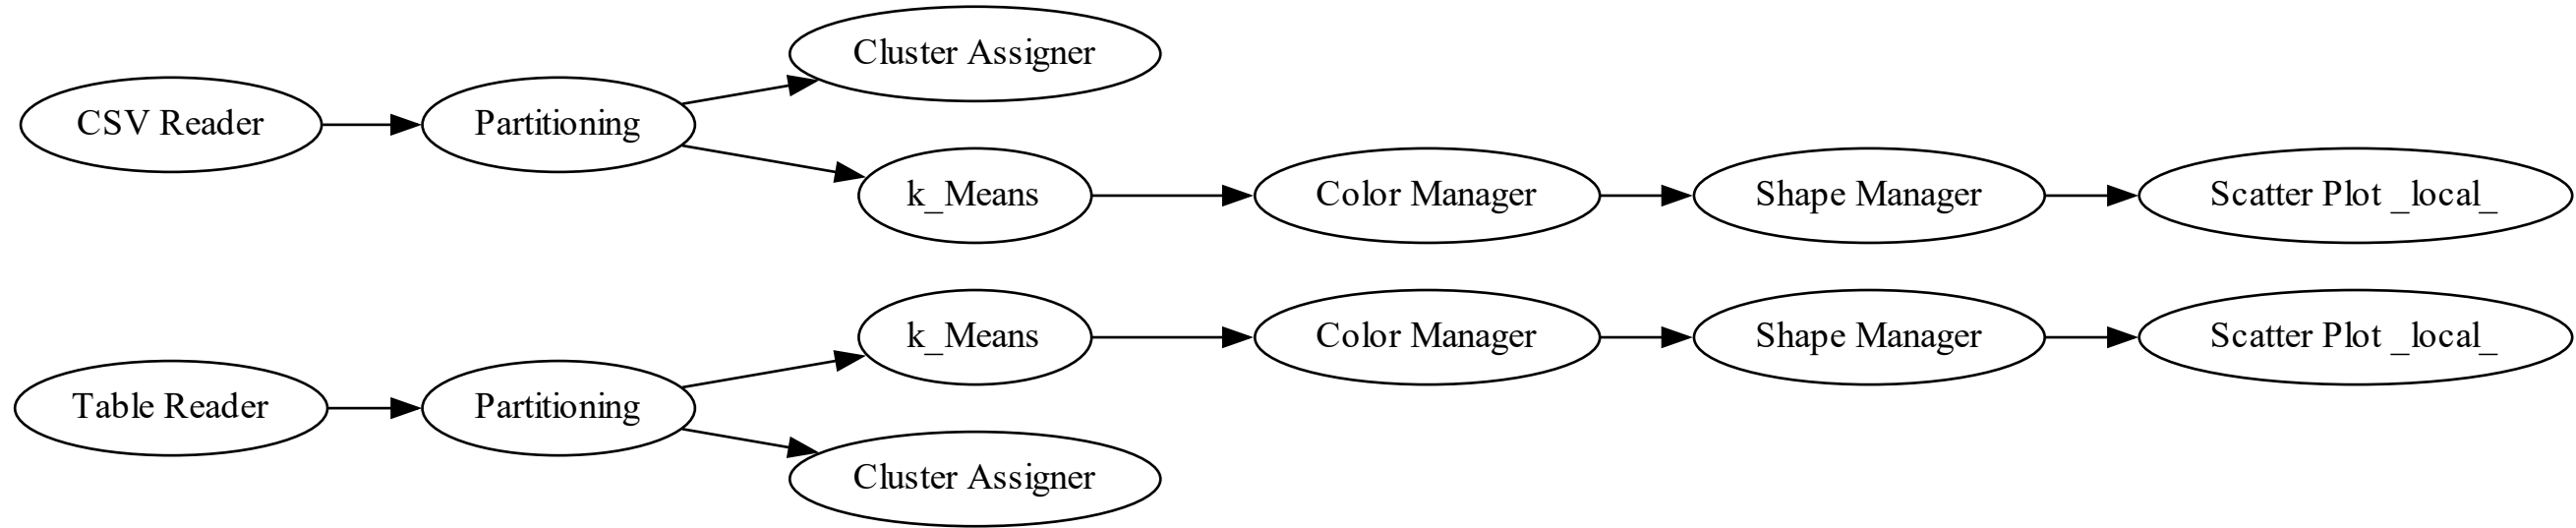 Cluster Assigner
CSV Reader
Partitioning
k_Means
Color Manager
Shape Manager
Scatter Plot _local_
k_Means
Color Manager
Shape Manager
Scatter Plot _local_
Table Reader
Partitioning
Cluster Assigner